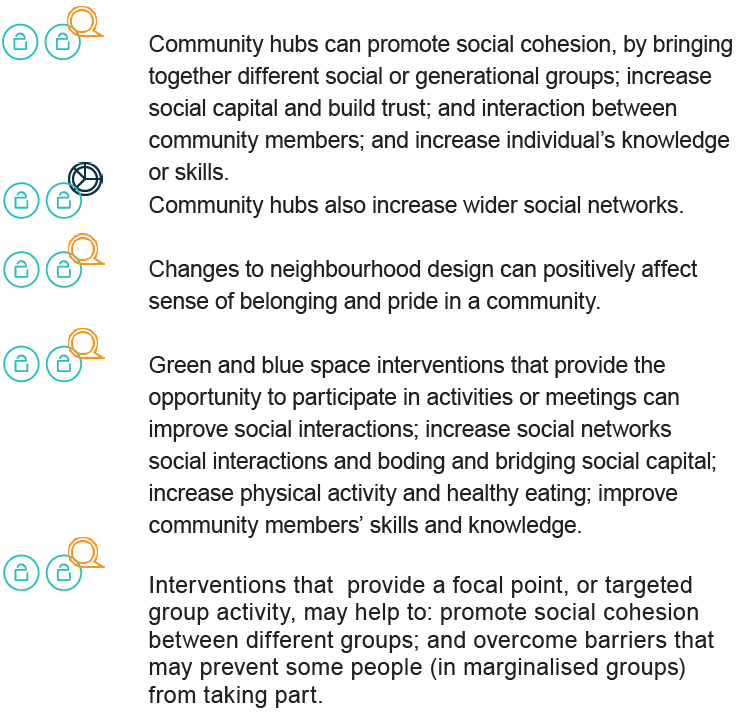 Community hubs can promote social cohesion, by bringing
together different social or generational groups; increase
social capital and build trust; and interaction between
community members; and increase individual’s knowledge
or skills.
Community hubs also increase wider social networks.
Changes to neighbourhood design can positively affect
sense of belonging and pride in a community.
Green and blue space interventions that provide the
opportunity to participate in activities or meetings can
improve social interactions; increase social networks
social interactions and boding and bridging social capital;
increase physical activity and healthy eating; improve
community members’ skills and knowledge.
Interventions that  provide a focal point, or targeted
group activity, may help to: promote social cohesion
between different groups; and overcome barriers that
may prevent some people (in marginalised groups)
from taking part.